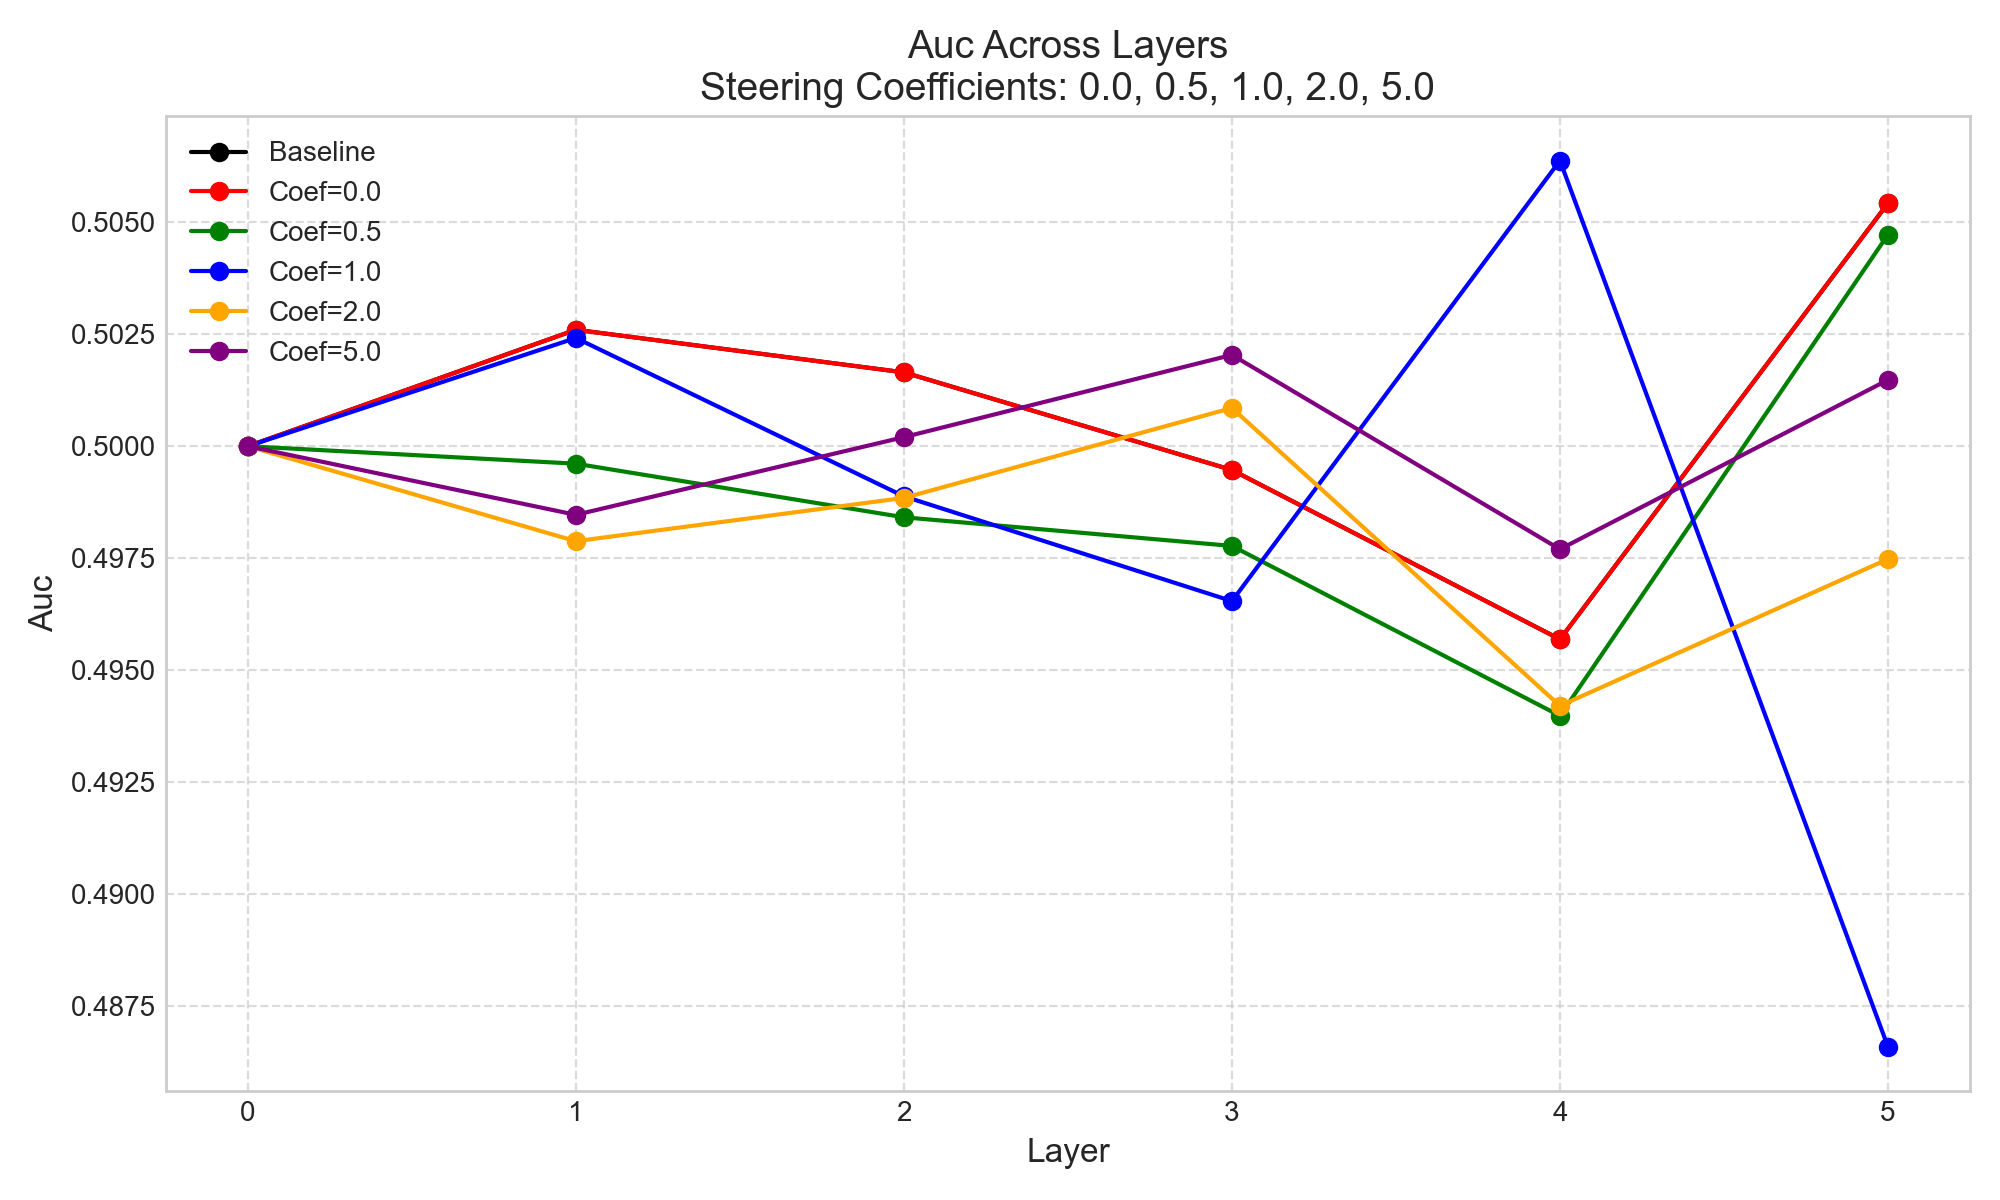 Auc Across Layers
Steering Coefficients: 0.0, 0.5, 1.0, 2.0, 5.0
Baseline
Coef=0.0
Coef=0.5
Coef=1.0
Coef=2.0
Coef=5.0
0.5050
0.5025
0.5000
0.4975
0.4950
0.4925
0.4900
0.4875
Auc
0 1 2 3 4 5
Layer